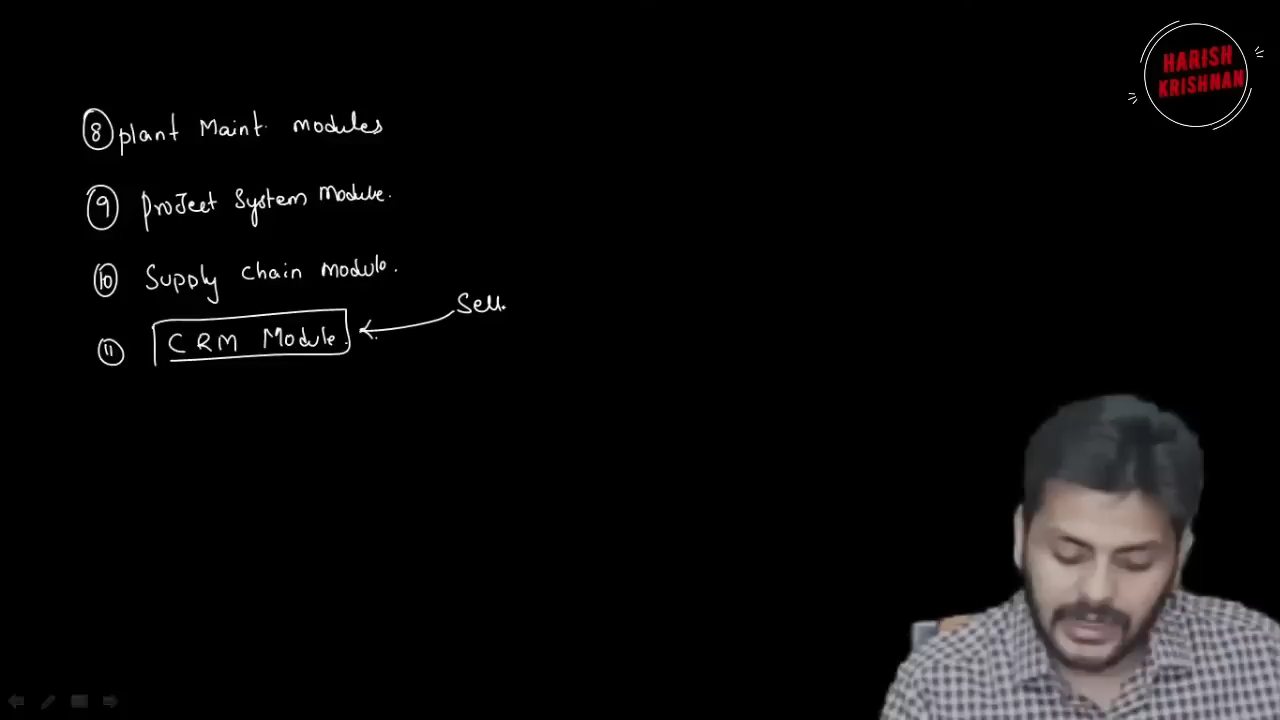 HARISH
KRISHNAN
8 plant Maint. modules
9 ProJect System Module.
10 Supply Chain Module.
11 CRM Module. Sell.